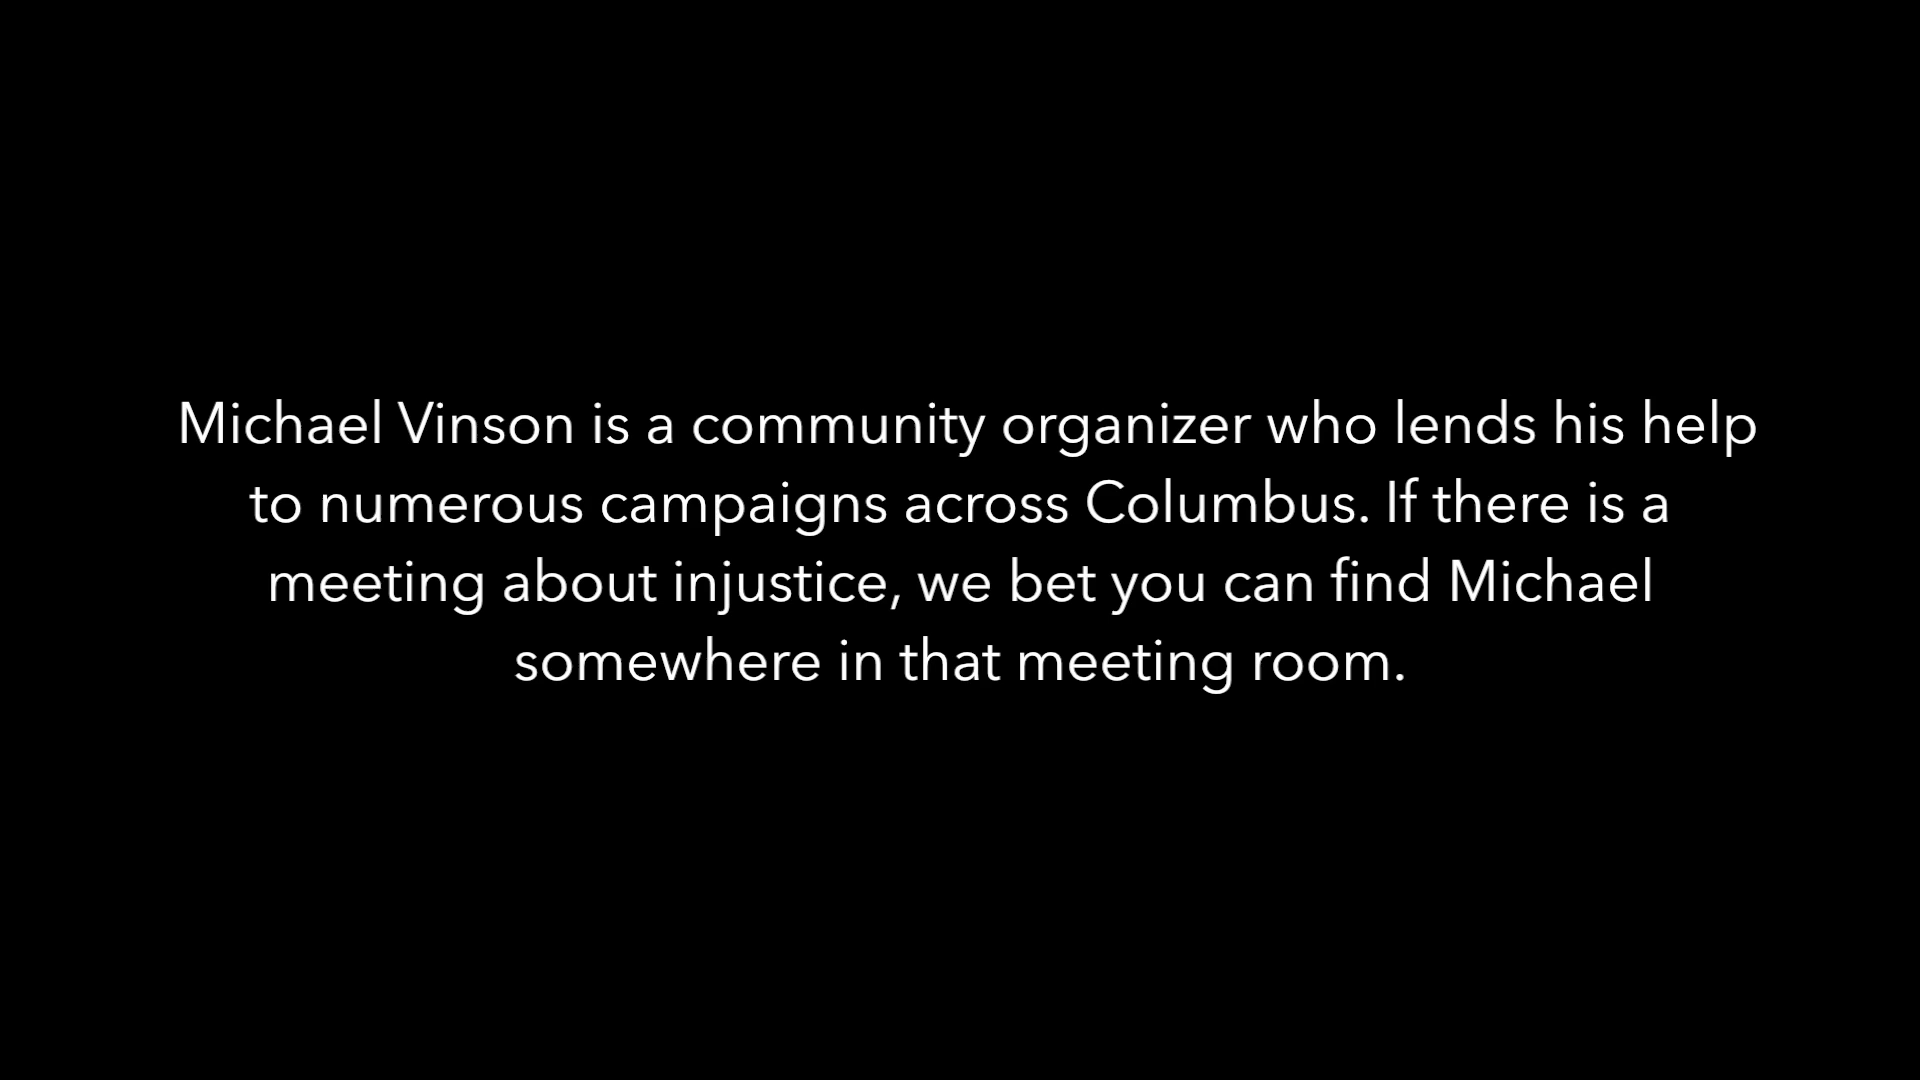 Michael Vinson is a community organizer who lends his help
to numerous campaigns across Columbus. If there is a
meeting about injustice, we bet you can find Michael
somewhere in that meeting room.